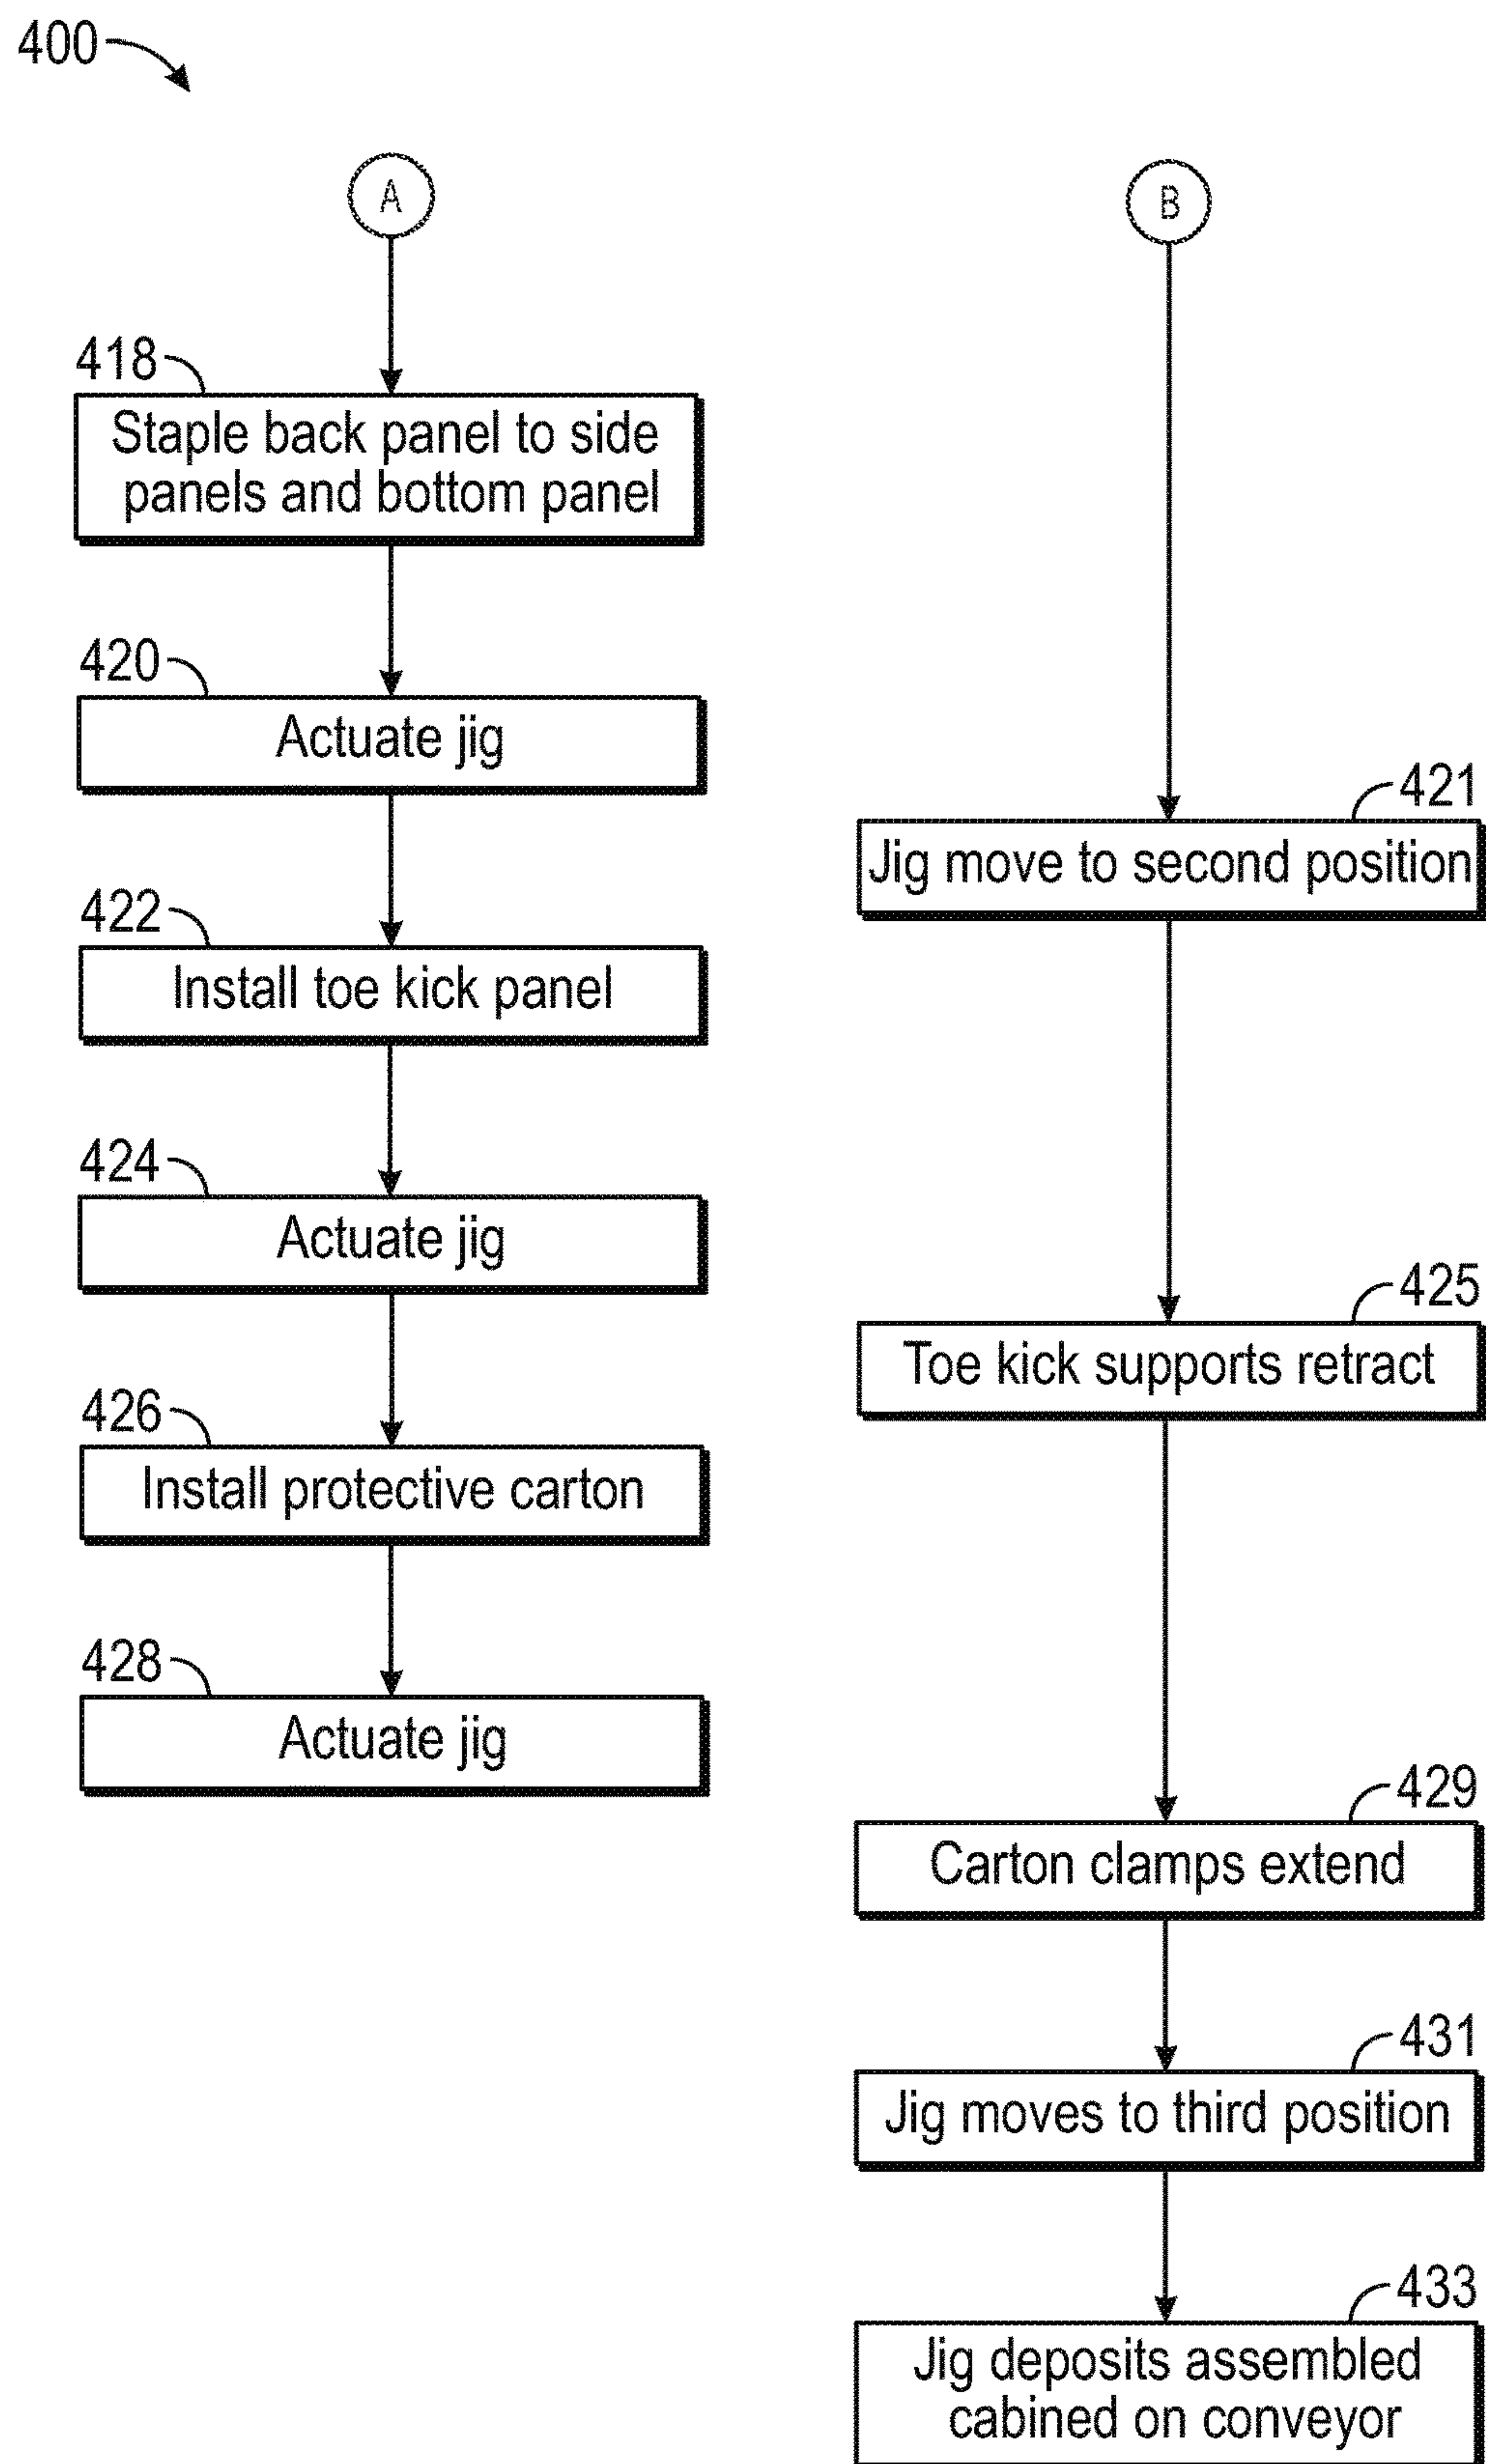 400
A
418
Staple back panel to side
panels and bottom panel
420
Actuate jig
422
Install toe kick panel
424
Actuate jig
426
Install protective carton
428
Actuate jig
B
421
Jig move to second position
425
Toe kick supports retract
429
Carton clamps extend
431
Jig moves to third position
433
Jig deposits assembled
cabined on conveyor